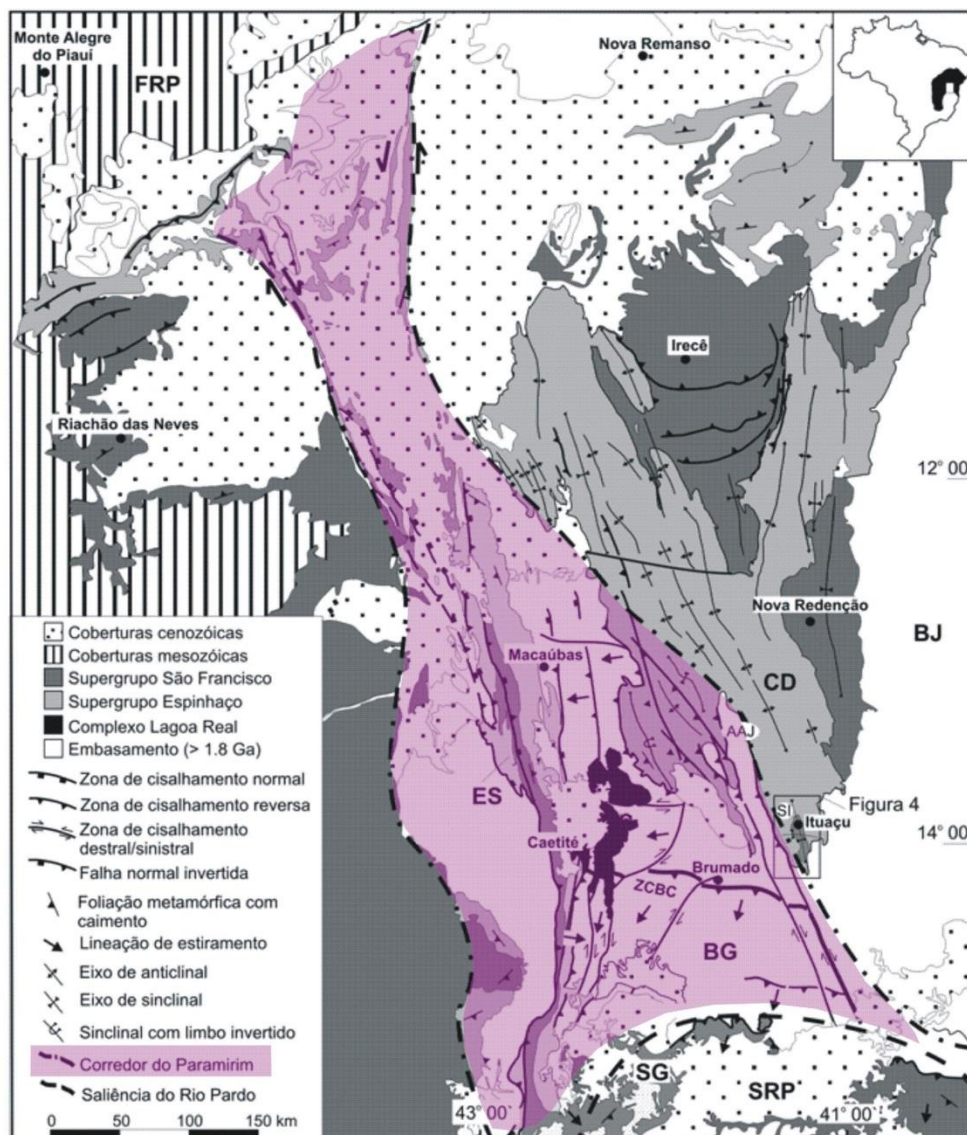 Monte Alegre
do Piauí
FRP
Nova Remanso
Irecê
Riachão das Neves
12° 00
Nova Redenção
BJ
Macaúbas
CD
AAJ
ES
SI
Figura 4
Ituaçu
14° 00
Caetité
Brumado
ZCBC
BG
SG
SRP
43° 00
41° 00
Coberturas cenozóicas
Coberturas mesozóicas
Supergrupo São Francisco
Supergrupo Espinhaço
Complexo Lagoa Real
Embasamento (> 1.8 Ga)
Zona de cisalhamento normal
Zona de cisalhamento reversa
Zona de cisalhamento
destral/sinistral
Falha normal invertida
Foliação metamórfica com
caimento
Lineação de estiramento
Eixo de anticlinal
Eixo de sinclinal
Sinclinal com limbo invertido
Corredor do Paramirim
Saliência do Rio Pardo
0 50 100 150 km